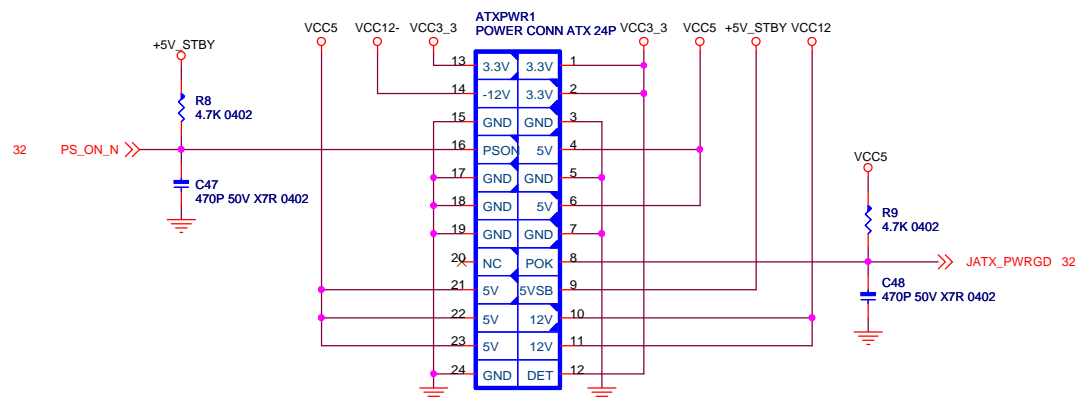 ATXPWR1
POWER CONN ATX 24P
VCC5 VCC12- VCC3_3 VCC3_3 VCC5 +5V_STBY VCC12
+5V_STBY
13 3.3V 3.3V 1
14 -12V 3.3V 2
R8
4.7K 0402
15 GND GND 3
32 PS_ON_N 16 PSON 5V 4
VCC5
17 GND GND 5
C47
470P 50V X7R 0402
18 GND 5V 6
R9
4.7K 0402
19 GND GND 7
20 NC POK 8 JATX_PWRGD 32
21 5V 5VSB 9
C48
470P 50V X7R 0402
22 5V 12V 10
23 5V 12V 11
24 GND DET 12